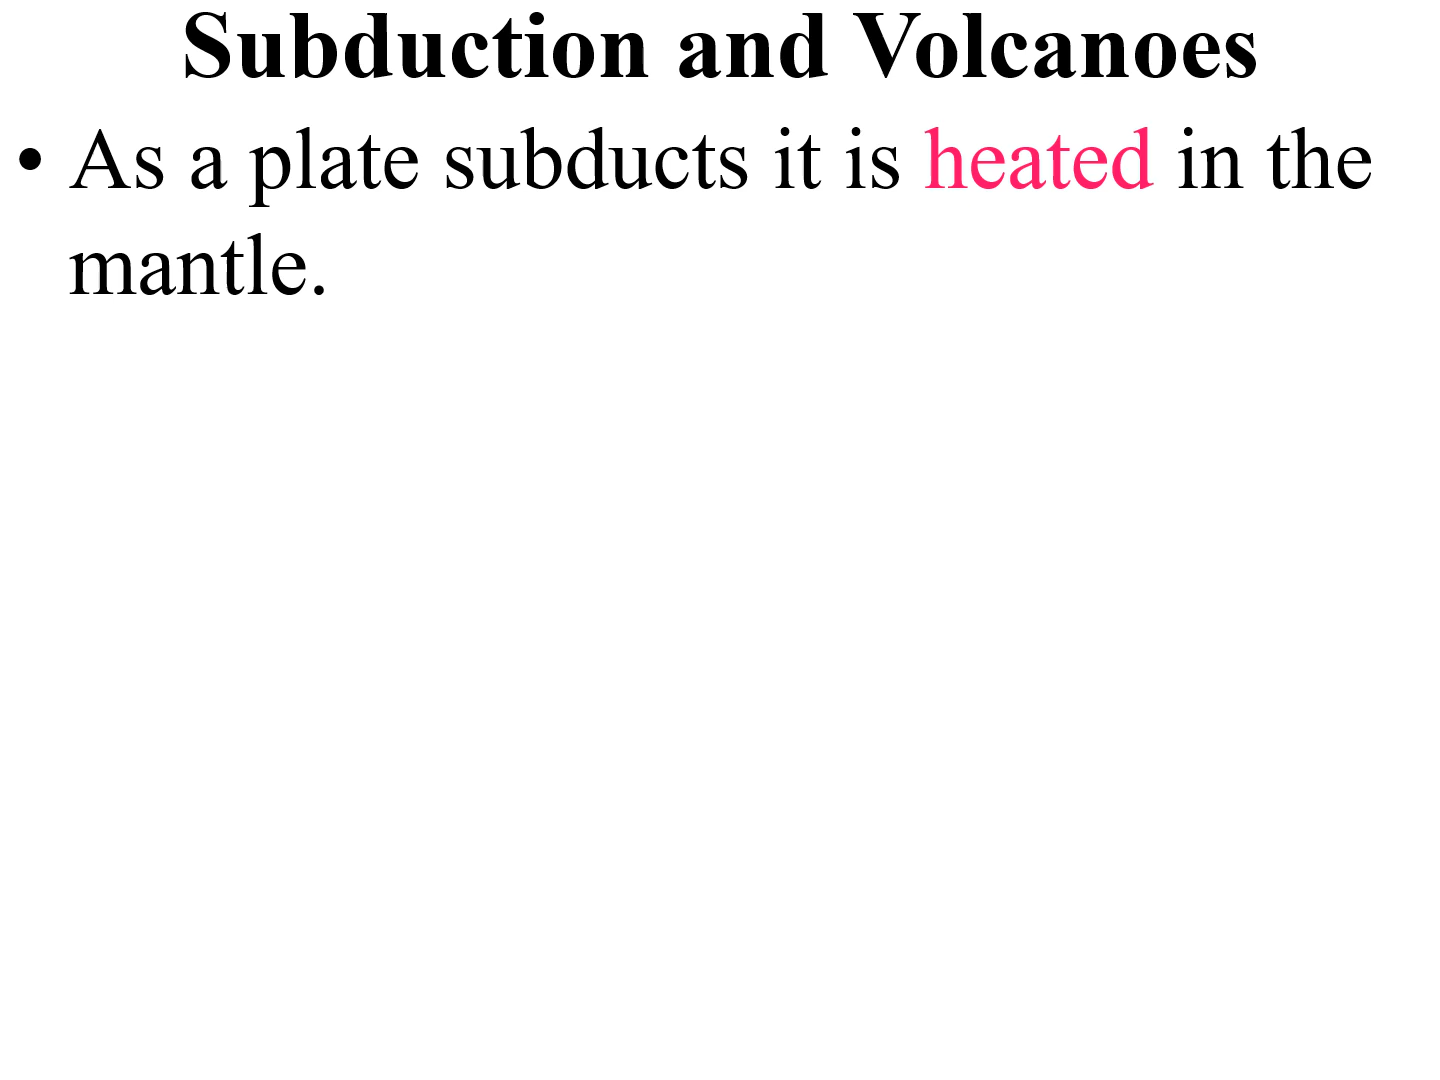 Subduction and Volcanoes
• As a plate subducts it is heated in the
mantle.